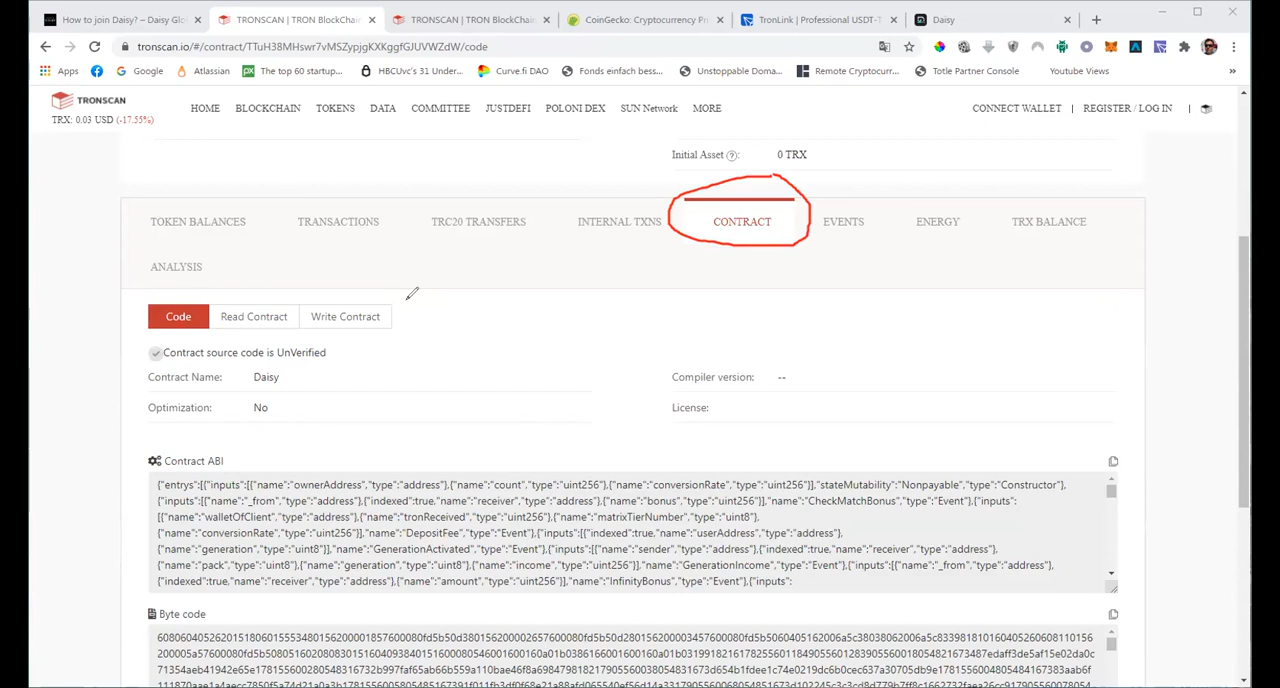 How to join Daisy? – Daisy Glo
TRONSCAN | TRON BlockChain
TRONSCAN | TRON BlockChain
CoinGecko: Cryptocurrency Pri
TronLink | Professional USDT-T
Daisy
tronscan.io/#/contract/TTuH38MHswr7vMSZypjgKXKggfGJUVWZdW/code
Apps
Google
Atlassian
The top 60 startup...
HBCUvc's 31 Under...
Curve.fi DAO
Fonds einfach bess...
Unstoppable Doma...
Remote Cryptocurr...
Totle Partner Console
Youtube Views
TRONSCAN
TRX: 0.03 USD (-17.55%)
HOME BLOCKCHAIN TOKENS DATA COMMITTEE JUSTDEFI POLONI DEX SUN Network MORE
CONNECT WALLET | REGISTER / LOG IN |
Initial Asset ? : 0 TRX
TOKEN BALANCES TRANSACTIONS TRC20 TRANSFERS INTERNAL TXNS CONTRACT EVENTS ENERGY TRX BALANCE
ANALYSIS
Code Read Contract Write Contract
Contract source code is UnVerified
Contract Name: Daisy Compiler version: --
Optimization: No License:
Contract ABI
{"entrys":[{"inputs":[{"name":"ownerAddress","type":"address"},{"name":"count","type":"uint256"},{"name":"conversionRate","type":"uint256"}],"stateMutability":"Nonpayable","type":"Constructor"},
{"inputs":[{"name":"_from","type":"address"},{"indexed":true,"name":"receiver","type":"address"},{"name":"bonus","type":"uint256"}],"name":"CheckMatchBonus","type":"Event"},{"inputs":
[{"name":"walletOfClient","type":"address"},{"name":"tronReceived","type":"uint256"},{"name":"matrixTierNumber","type":"uint8"},
{"name":"conversionRate","type":"uint256"}],"name":"DepositFee","type":"Event"},{"inputs":[{"indexed":true,"name":"userAddress","type":"address"},
{"name":"generation","type":"uint8"}],"name":"GenerationActivated","type":"Event"},{"inputs":[{"name":"sender","type":"address"},{"indexed":true,"name":"receiver","type":"address"},
{"name":"pack","type":"uint8"},{"name":"generation","type":"uint8"},{"name":"income","type":"uint256"}],"name":"GenerationIncome","type":"Event"},{"inputs":[{"name":"_from","type":"address"},
{"indexed":true,"name":"receiver","type":"address"},{"name":"amount","type":"uint256"}],"name":"InfinityBonus","type":"Event"},{"inputs":
Byte code